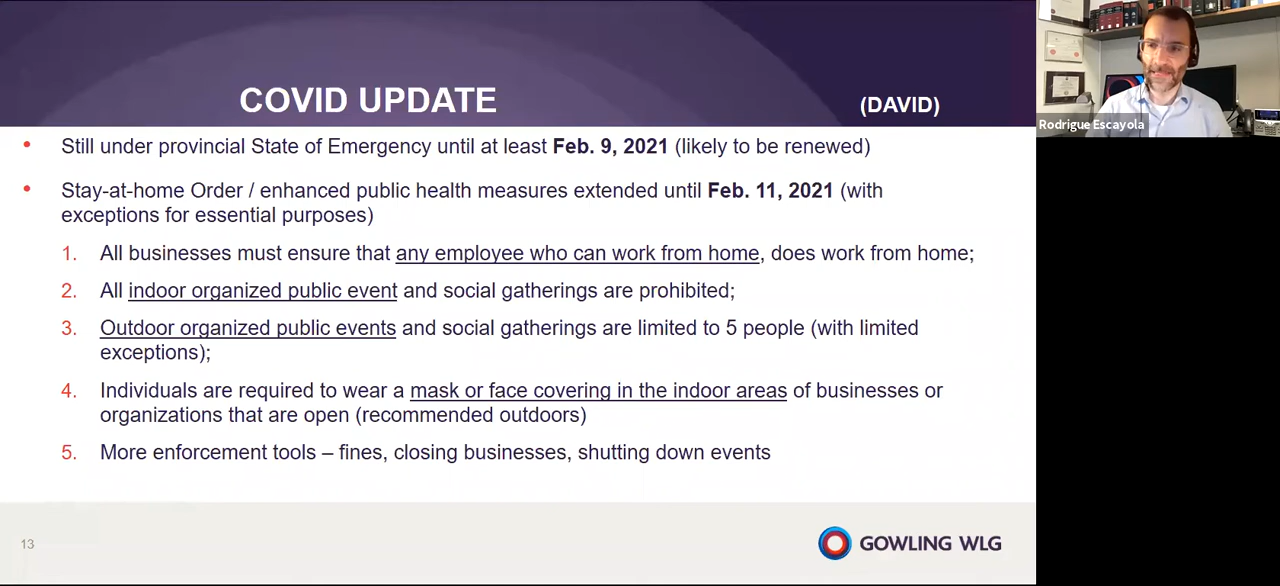 COVID UPDATE
(DAVID)
Rodrigue Escayola
• Still under provincial State of Emergency until at least Feb. 9, 2021 (likely to be renewed)
• Stay-at-home Order / enhanced public health measures extended until Feb. 11, 2021 (with
exceptions for essential purposes)
1. All businesses must ensure that any employee who can work from home, does work from home;
2. All indoor organized public event and social gatherings are prohibited;
3. Outdoor organized public events and social gatherings are limited to 5 people (with limited
exceptions);
4. Individuals are required to wear a mask or face covering in the indoor areas of businesses or
organizations that are open (recommended outdoors)
5. More enforcement tools – fines, closing businesses, shutting down events
13
GOWLING WLG